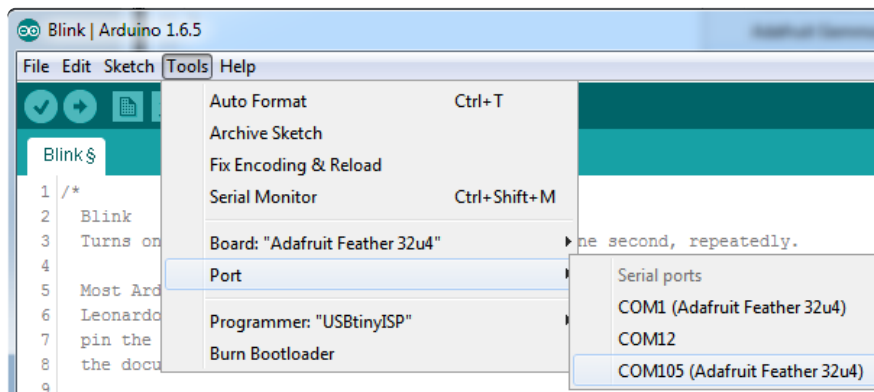 Blink | Arduino 1.6.5
File Edit Sketch Tools Help
Auto Format Ctrl+T
Archive Sketch
Fix Encoding & Reload
Serial Monitor Ctrl+Shift+M
Board: "Adafruit Feather 32u4"
Port
Programmer: "USBtinyISP"
Burn Bootloader
Serial ports
COM1 (Adafruit Feather 32u4)
COM12
COM105 (Adafruit Feather 32u4)
Blink §
1 /*
2 Blink
3 Turns on ne second, repeatedly.
4
5 Most Ard
6 Leonardo
7 pin the
8 the docu
9